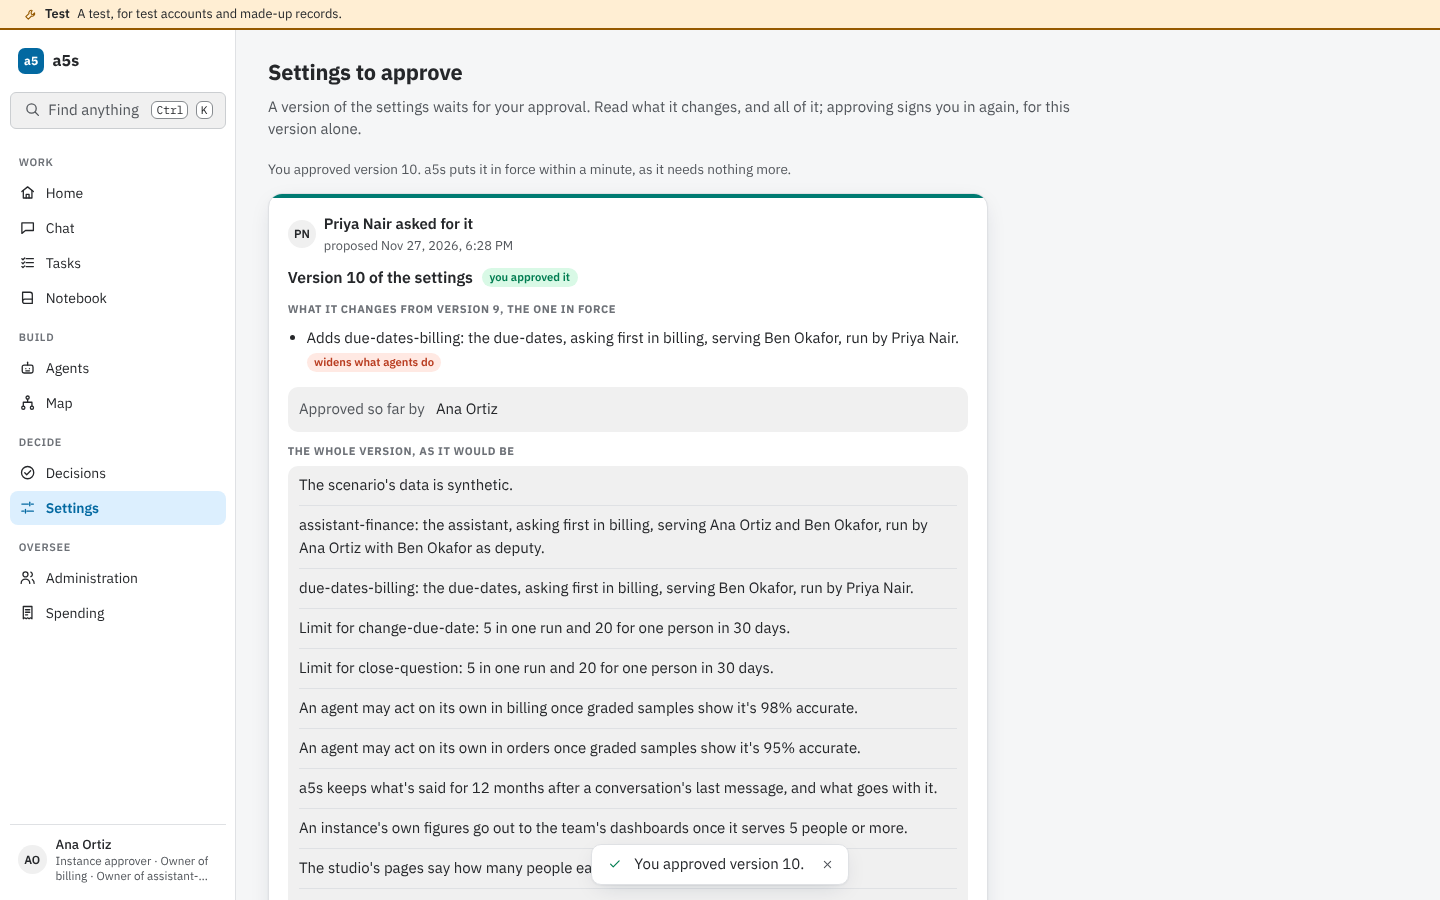 Test A test, for test accounts and made-up records.
a5 a5s
Find anything Ctrl K
WORK
Home
Chat
Tasks
Notebook
BUILD
Agents
Map
DECIDE
Decisions
Settings
OVERSEE
Administration
Spending
AO
Ana Ortiz
Instance approver · Owner of
billing · Owner of assistant-...
Settings to approve
A version of the settings waits for your approval. Read what it changes, and all of it; approving signs you in again, for this
version alone.
You approved version 10. a5s puts it in force within a minute, as it needs nothing more.
PN
Priya Nair asked for it
proposed Nov 27, 2026, 6:28 PM
Version 10 of the settings you approved it
WHAT IT CHANGES FROM VERSION 9, THE ONE IN FORCE
• Adds due-dates-billing: the due-dates, asking first in billing, serving Ben Okafor, run by Priya Nair.
widens what agents do
Approved so far by Ana Ortiz
THE WHOLE VERSION, AS IT WOULD BE
The scenario's data is synthetic.
assistant-finance: the assistant, asking first in billing, serving Ana Ortiz and Ben Okafor, run by
Ana Ortiz with Ben Okafor as deputy.
due-dates-billing: the due-dates, asking first in billing, serving Ben Okafor, run by Priya Nair.
Limit for change-due-date: 5 in one run and 20 for one person in 30 days.
Limit for close-question: 5 in one run and 20 for one person in 30 days.
An agent may act on its own in billing once graded samples show it's 98% accurate.
An agent may act on its own in orders once graded samples show it's 95% accurate.
a5s keeps what's said for 12 months after a conversation's last message, and what goes with it.
An instance's own figures go out to the team's dashboards once it serves 5 people or more.
The studio's pages say how many people
You approved version 10. ×